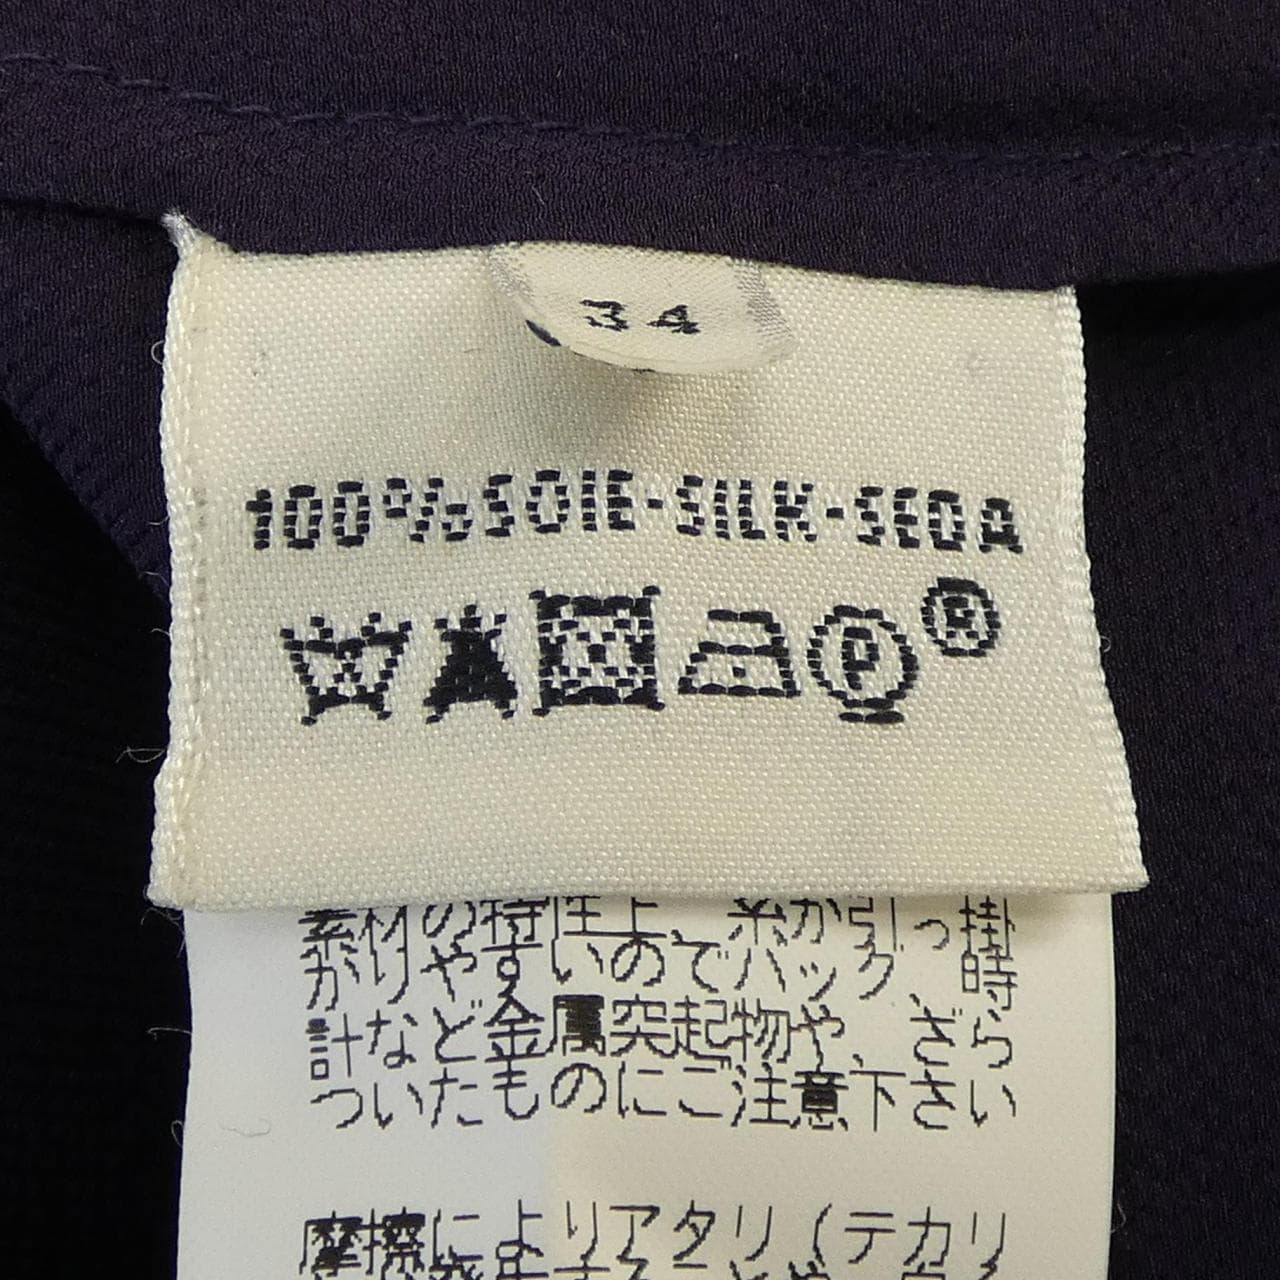 34
100%SOIE-SILK-SEDA
P
®
素材の特性上、糸が引っ掛
かりやすいのでバッグ、時
計など金属突起物や、ざら
ついたものにご注意下さい
摩擦によりアタリ(テカリ